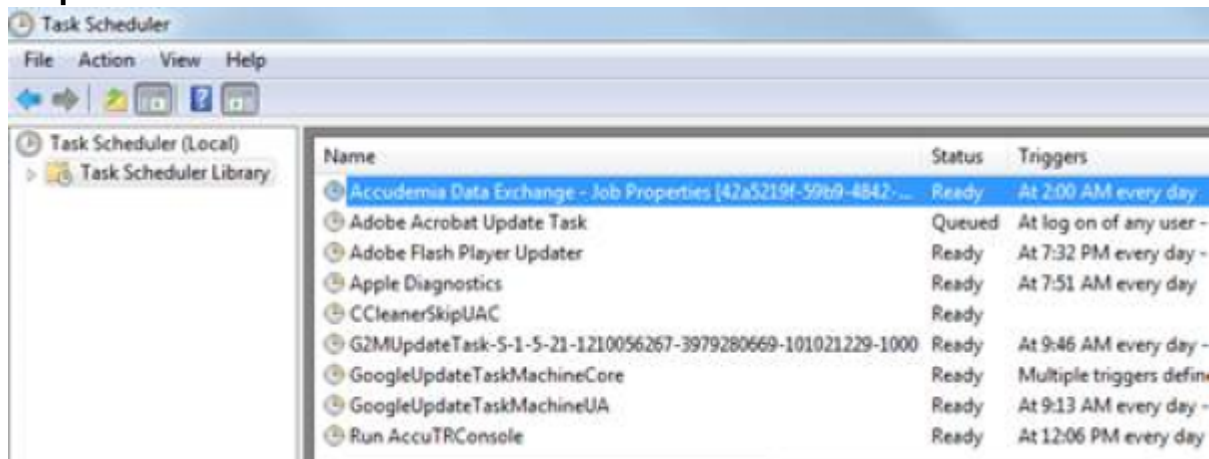 Task Scheduler
File Action View Help
Task Scheduler (Local)
Task Scheduler Library
Name Status Triggers
Accudemia Data Exchange - Job Properties [42a5219f-59b9-4842-... Ready At 2:00 AM every day
Adobe Acrobat Update Task Queued At log on of any user -
Adobe Flash Player Updater Ready At 7:32 PM every day -
Apple Diagnostics Ready At 7:51 AM every day
CCleanerSkipUAC Ready
G2MUpdateTask-S-1-5-21-1210056267-3979280669-101021229-1000 Ready At 9:46 AM every day -
GoogleUpdateTaskMachineCore Ready Multiple triggers define
GoogleUpdateTaskMachineUA Ready At 9:13 AM every day -
Run AccuTRConsole Ready At 12:06 PM every day